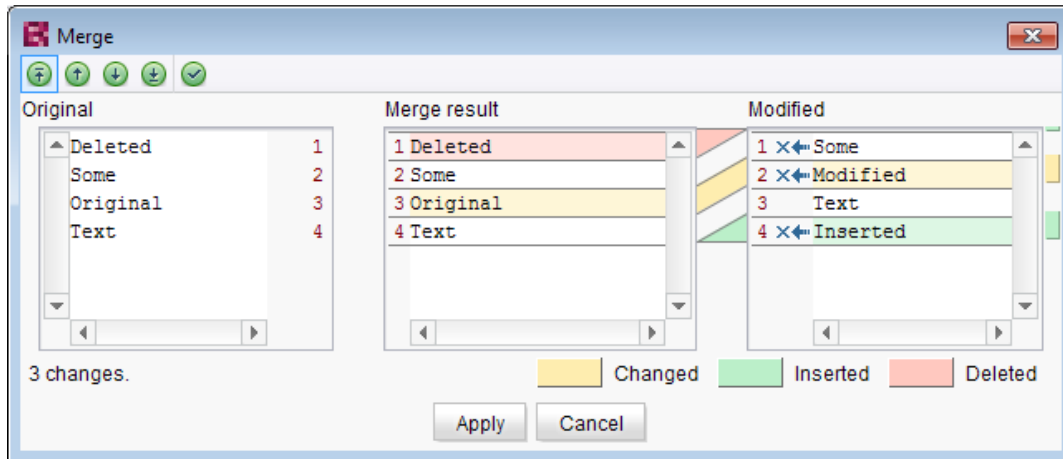 Merge
Original Merge result Modified
Deleted 1 1 Deleted 1 Some
Some 2 2 Some 2 Modified
Original 3 3 Original 3 Text
Text 4 4 Text 4 Inserted
3 changes. Changed Inserted Deleted
Apply Cancel